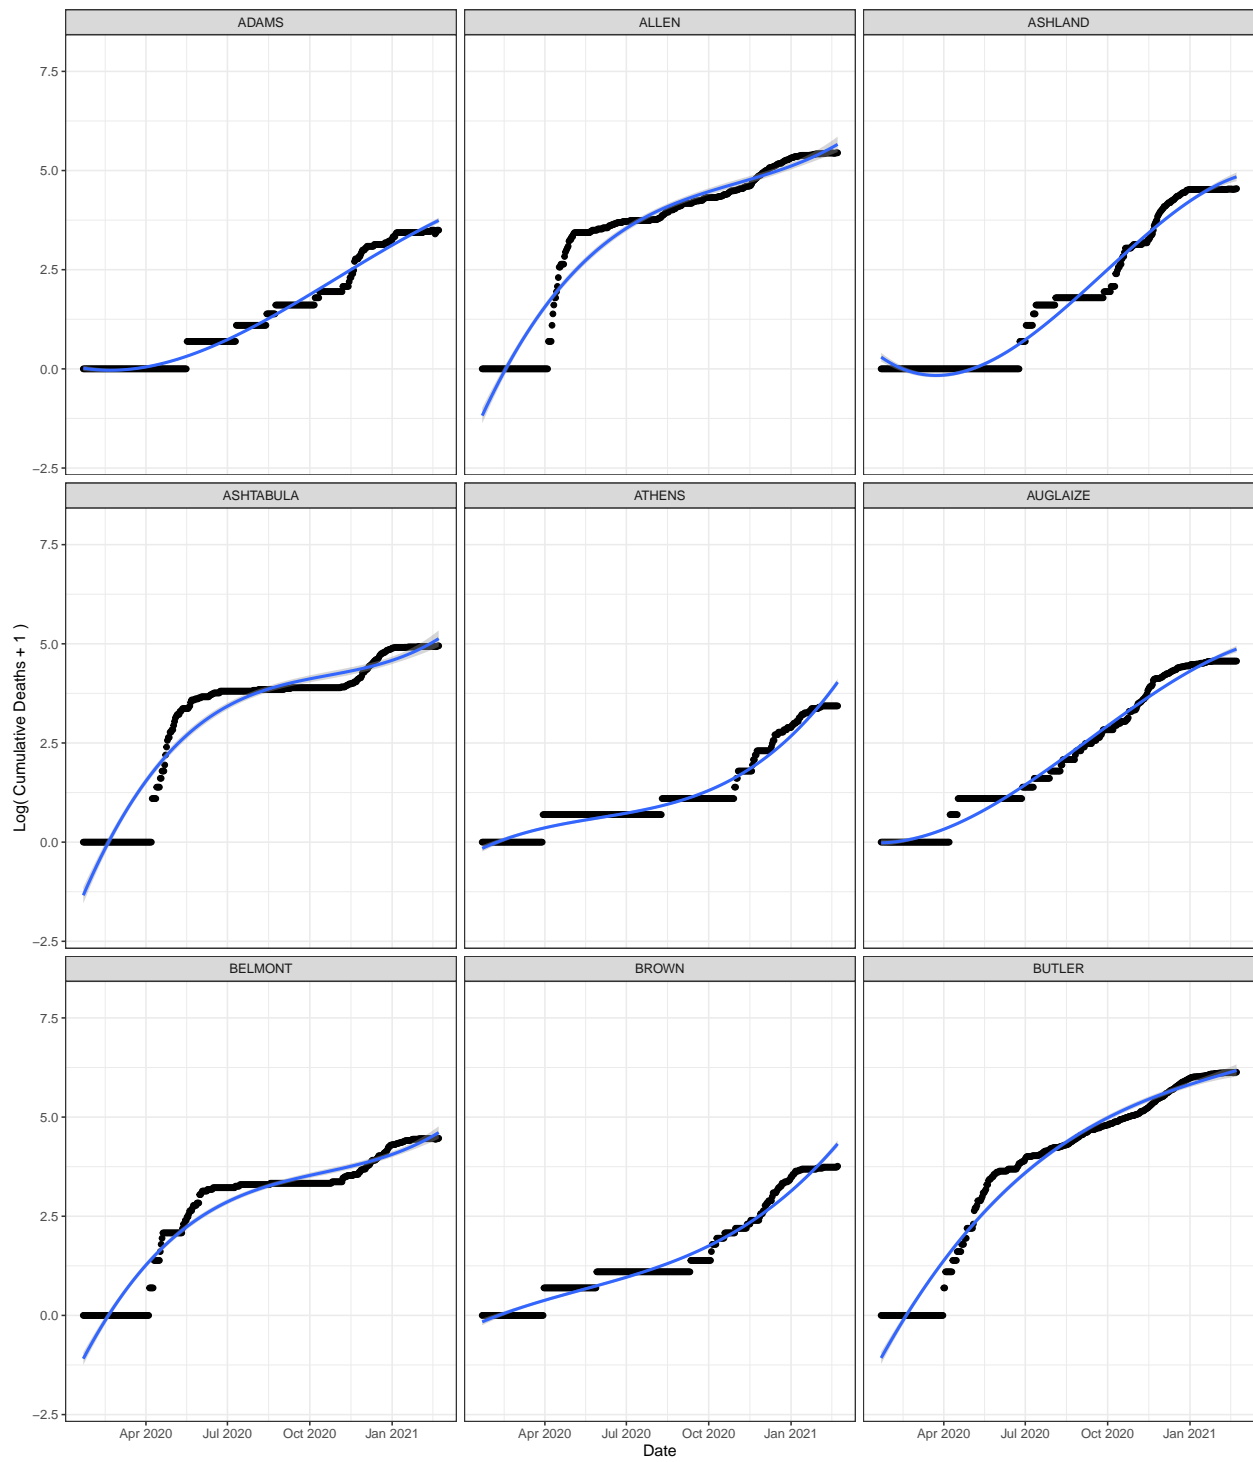 ADAMS ALLEN ASHLAND
7.5
5.0
2.5
0.0
−2.5
ASHTABULA ATHENS AUGLAIZE
7.5
5.0
2.5
0.0
−2.5
Log( Cumulative Deaths + 1 )
BELMONT BROWN BUTLER
7.5
5.0
2.5
0.0
−2.5
Apr 2020 Jul 2020 Oct 2020 Jan 2021 Apr 2020 Jul 2020 Oct 2020 Jan 2021 Apr 2020 Jul 2020 Oct 2020 Jan 2021
Date